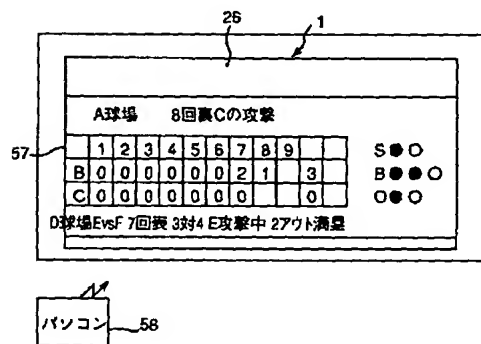 26 1
A球場 8回裏Cの攻撃
57
1 2 3 4 5 6 7 8 9
B 0 0 0 0 0 0 2 1 3
C 0 0 0 0 0 0 0
S
B
O
D球場EvsF 7回表 3対4 E攻撃中 2アウト満塁
パソコン 58